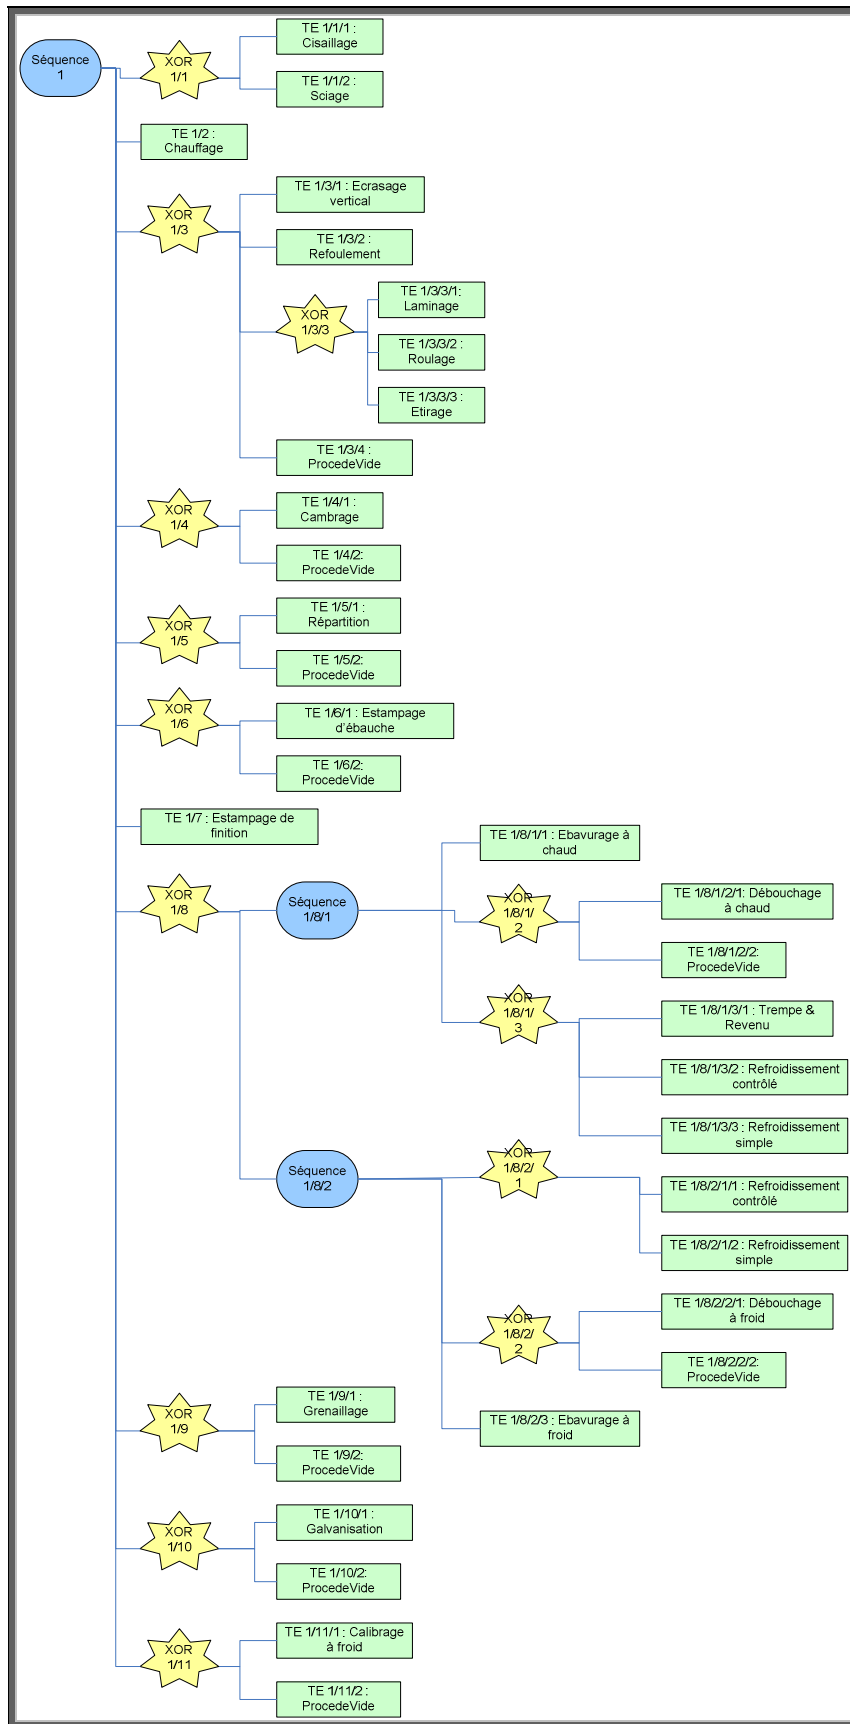 Séquence
1
XOR
1/1
TE 1/1/1 :
Cisaillage
TE 1/1/2 :
Sciage
TE 1/2 :
Chauffage
XOR
1/3
TE 1/3/1 : Ecrasage
vertical
TE 1/3/2 :
Refoulement
XOR
1/3/3
TE 1/3/3/1:
Laminage
TE 1/3/3/2 :
Roulage
TE 1/3/3/3 :
Etirage
TE 1/3/4 :
ProcedeVide
XOR
1/4
TE 1/4/1 :
Cambrage
TE 1/4/2:
ProcedeVide
XOR
1/5
TE 1/5/1 :
Répartition
TE 1/5/2:
ProcedeVide
XOR
1/6
TE 1/6/1 : Estampage
d'ébauche
TE 1/6/2:
ProcedeVide
TE 1/7 : Estampage de
finition
XOR
1/8
Séquence
1/8/1
TE 1/8/1/1 : Ebavurage à
chaud
XOR
1/8/1/
2
TE 1/8/1/2/1: Débouchage
à chaud
TE 1/8/1/2/2:
ProcedeVide
XOR
1/8/1/
3
TE 1/8/1/3/1 : Trempe &
Revenu
TE 1/8/1/3/2 : Refroidissement
contrôlé
TE 1/8/1/3/3 : Refroidissement
simple
Séquence
1/8/2
XOR
1/8/2/
1
TE 1/8/2/1/1 : Refroidissement
contrôlé
TE 1/8/2/1/2 : Refroidissement
simple
XOR
1/8/2/
2
TE 1/8/2/2/1: Débouchage
à froid
TE 1/8/2/2/2:
ProcedeVide
TE 1/8/2/3 : Ebavurage à
froid
XOR
1/9
TE 1/9/1 :
Grenaillage
TE 1/9/2:
ProcedeVide
XOR
1/10
TE 1/10/1 :
Galvanisation
TE 1/10/2:
ProcedeVide
XOR
1/11
TE 1/11/1 : Calibrage
à froid
TE 1/11/2 :
ProcedeVide